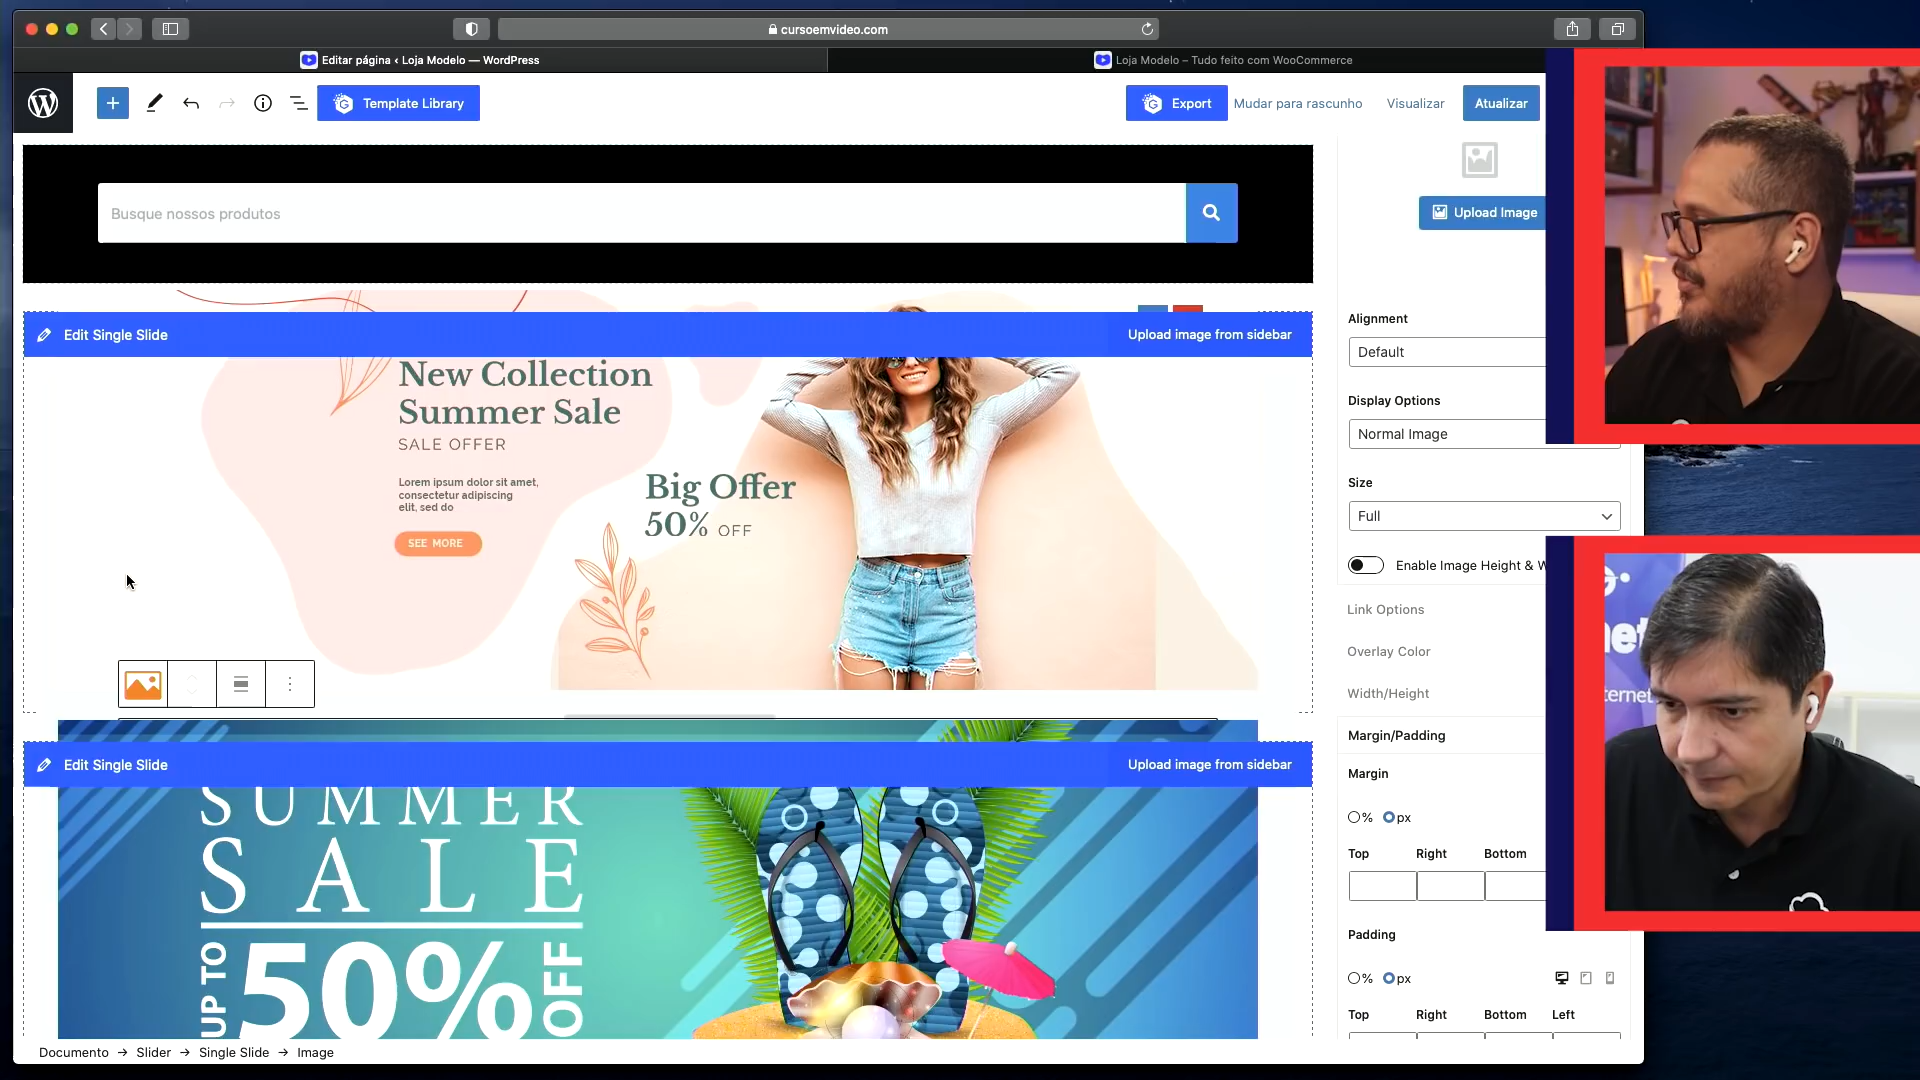 cursoemvideo.com
Editar página ‹ Loja Modelo — WordPress
Loja Modelo – Tudo feito com WooCommerce
Template Library
Export
Mudar para rascunho
Visualizar
Atualizar
Busque nossos produtos
Upload Image
Edit Single Slide
Upload image from sidebar
New Collection
Summer Sale
SALE OFFER
Lorem ipsum dolor sit amet,
consectetur adipiscing
elit, sed do
SEE MORE
Big Offer
50% OFF
Alignment
Default
Display Options
Normal Image
Size
Full
Enable Image Height & W
Link Options
Overlay Color
Width/Height
Margin/Padding
Margin
% px
Top Right Bottom
Padding
% px
Top Right Bottom Left
Edit Single Slide
Upload image from sidebar
SUMMER
SALE
UP TO
50%
OFF
Documento → Slider → Single Slide → Image